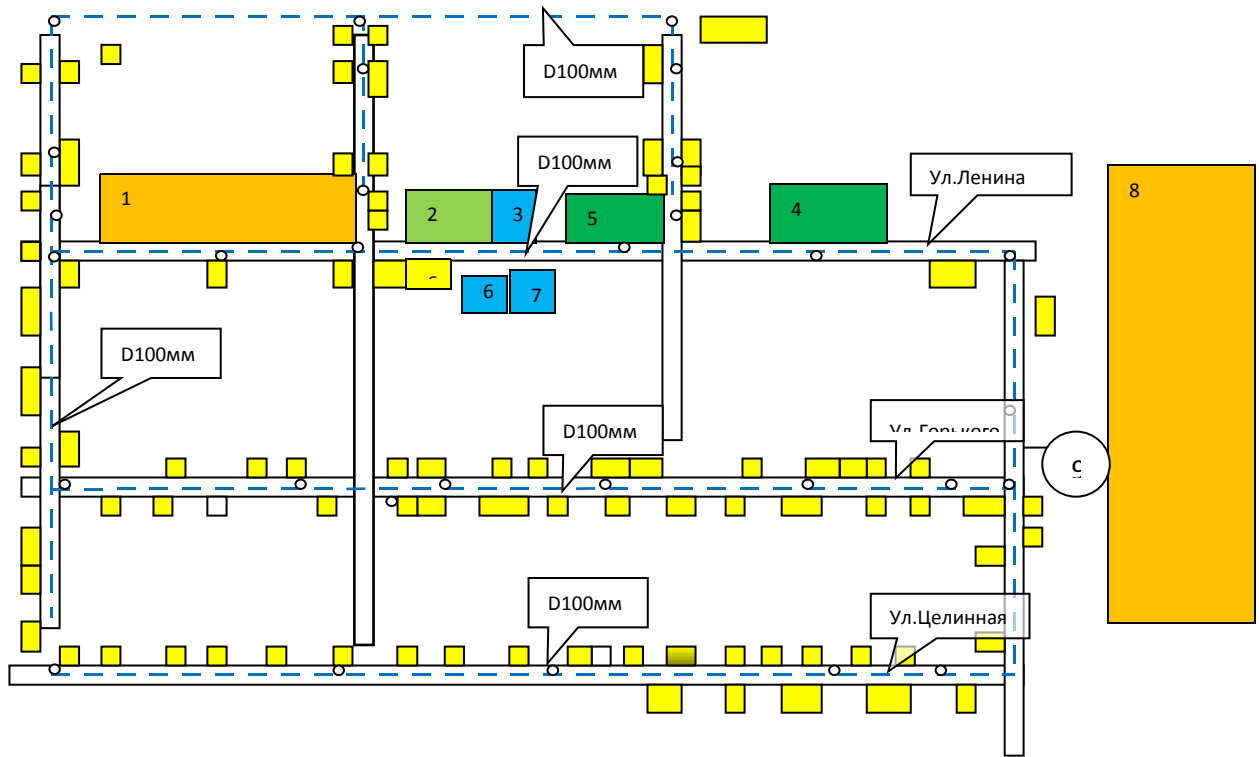 D100мм
D100мм
Ул.Ленина
1
2
3
5
4
8
6
7
D100мм
D100мм
Ул.Горького
D100мм
Ул.Целинная